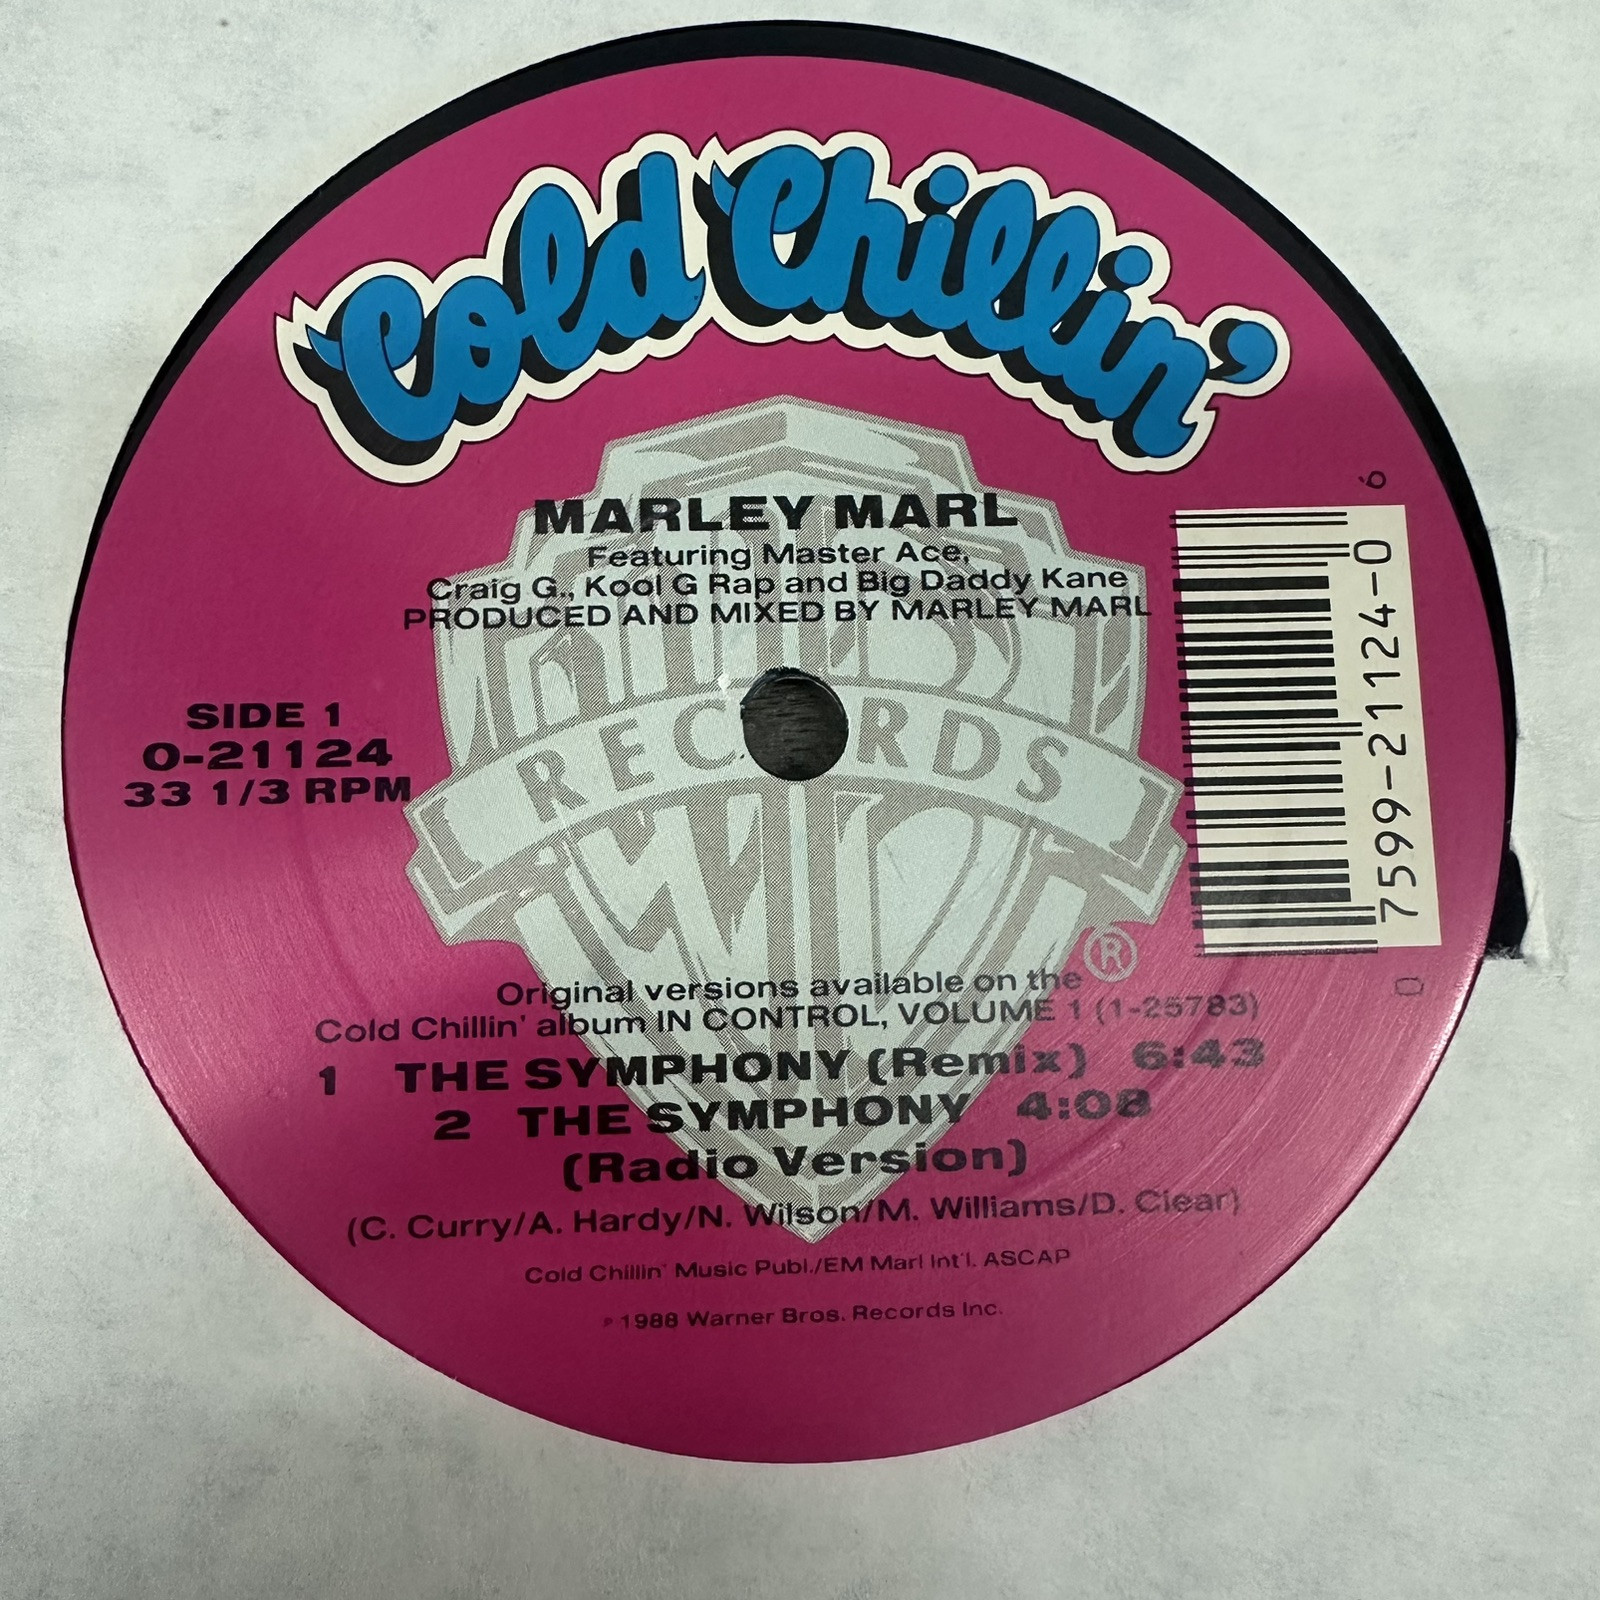 Cold Chillin'
MARLEY MARL
Featuring Master Ace,
Craig G., Kool G Rap and Big Daddy Kane
PRODUCED AND MIXED BY MARLEY MARL
RECORDS
SIDE 1
0-21124
33 1/3 RPM
6
7599-21124-0
0
®
Original versions available on the
Cold Chillin' album IN CONTROL, VOLUME 1 (1-25783)
1 THE SYMPHONY (Remix) 6:43
2 THE SYMPHONY 4:08
(Radio Version)
(C. Curry/A. Hardy/N. Wilson/M. Williams/D. Clear)
Cold Chillin' Music Publ./EM Marl Int'l. ASCAP
℗ 1988 Warner Bros. Records Inc.